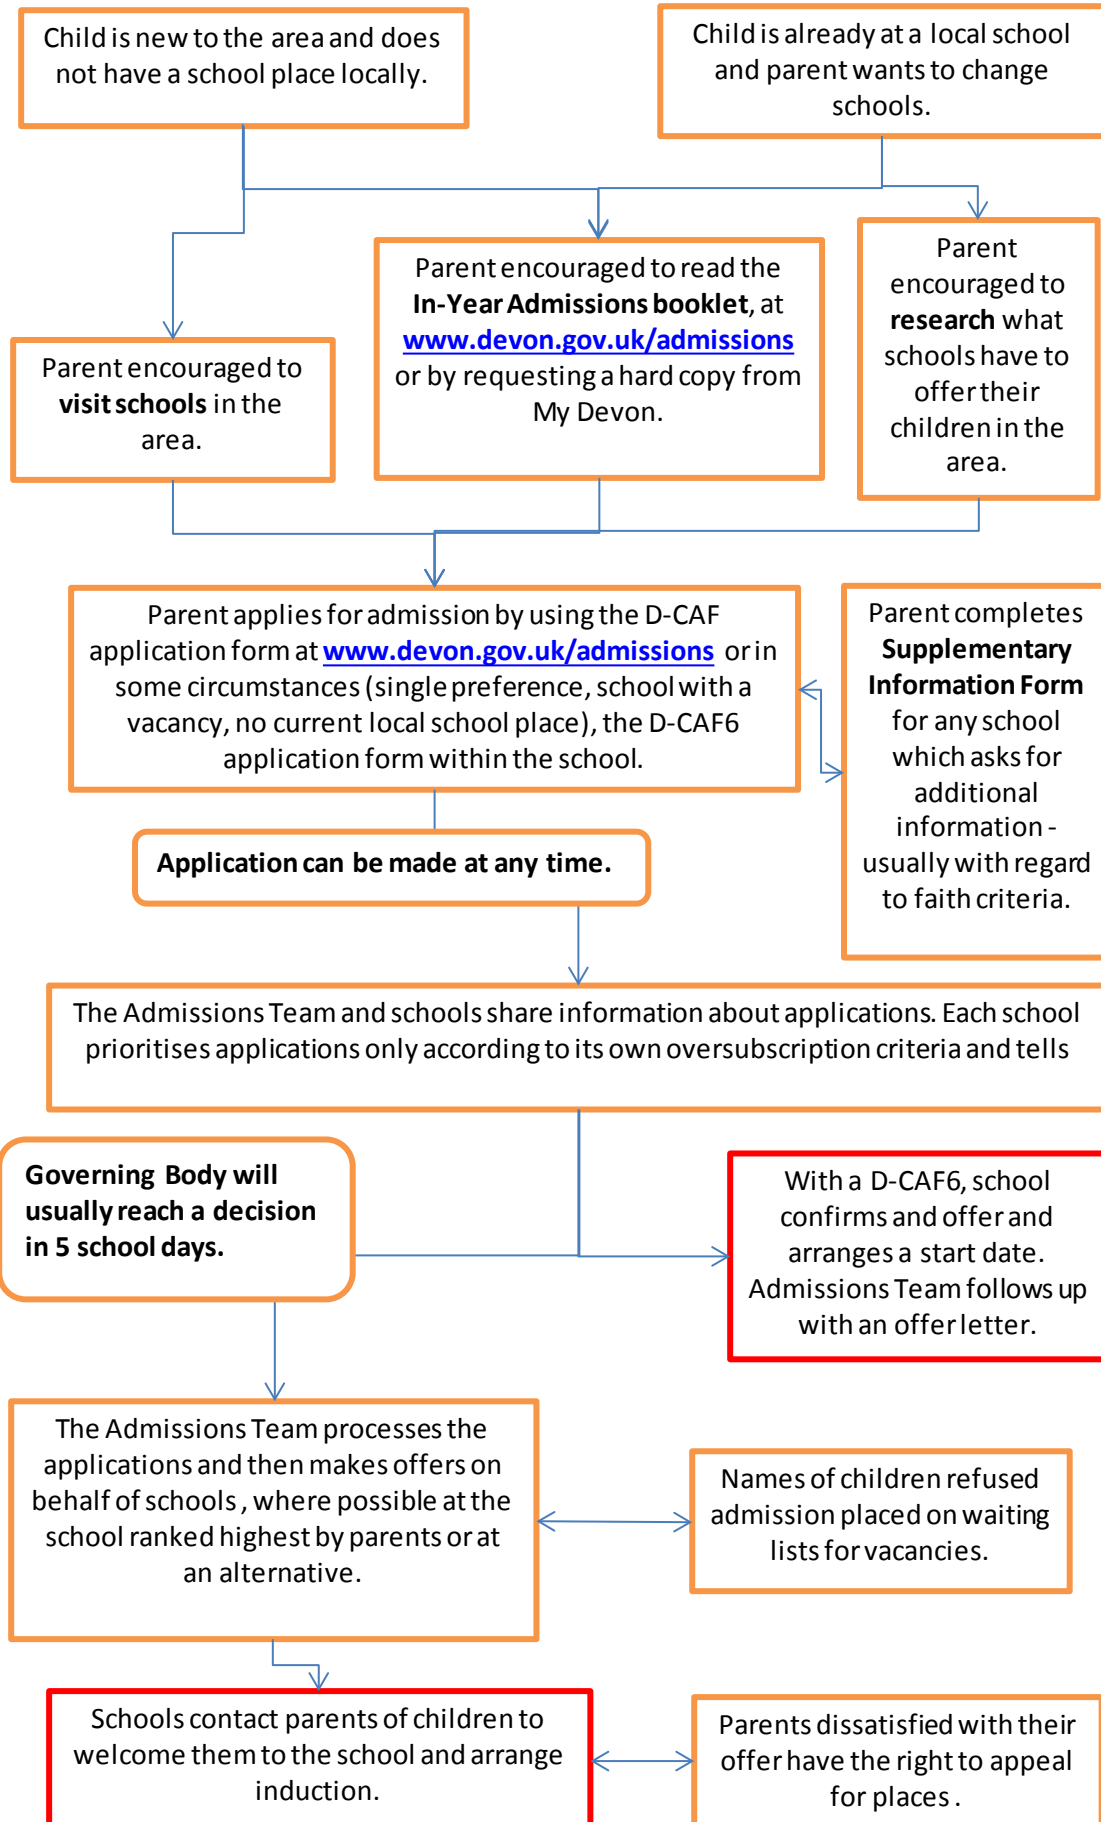 Child is new to the area and does
not have a school place locally.
Child is already at a local school
and parent wants to change
schools.
Parent encouraged to
visit schools in the
area.
Parent encouraged to read the
In-Year Admissions booklet, at
www.devon.gov.uk/admissions
or by requesting a hard copy from
My Devon.
Parent
encouraged to
research what
schools have to
offer their
children in the
area.
Parent applies for admission by using the D-CAF
application form at www.devon.gov.uk/admissions or in
some circumstances (single preference, school with a
vacancy, no current local school place), the D-CAF6
application form within the school.
Parent completes
Supplementary
Information Form
for any school
which asks for
additional
information -
usually with regard
to faith criteria.
Application can be made at any time.
The Admissions Team and schools share information about applications. Each school
prioritises applications only according to its own oversubscription criteria and tells
Governing Body will
usually reach a decision
in 5 school days.
With a D-CAF6, school
confirms and offer and
arranges a start date.
Admissions Team follows up
with an offer letter.
The Admissions Team processes the
applications and then makes offers on
behalf of schools , where possible at the
school ranked highest by parents or at
an alternative.
Names of children refused
admission placed on waiting
lists for vacancies.
Schools contact parents of children to
welcome them to the school and arrange
induction.
Parents dissatisfied with their
offer have the right to appeal
for places .